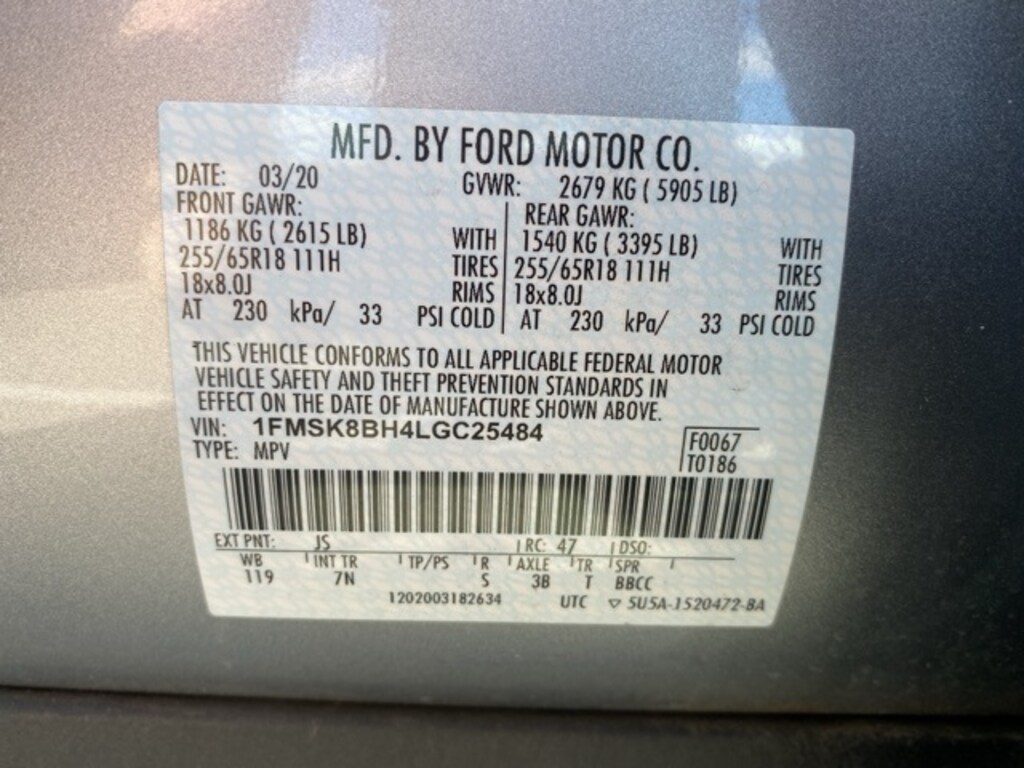 MFD. BY FORD MOTOR CO.
DATE: 03/20 GVWR: 2679 KG ( 5905 LB)
FRONT GAWR: REAR GAWR:
1186 KG ( 2615 LB) WITH 1540 KG ( 3395 LB) WITH
255/65R18 111H TIRES 255/65R18 111H TIRES
18x8.0J RIMS 18x8.0J RIMS
AT 230 kPa/ 33 PSI COLD AT 230 kPa/ 33 PSI COLD
THIS VEHICLE CONFORMS TO ALL APPLICABLE FEDERAL MOTOR
VEHICLE SAFETY AND THEFT PREVENTION STANDARDS IN
EFFECT ON THE DATE OF MANUFACTURE SHOWN ABOVE.
VIN: 1FMSK8BH4LGC25484 F0067
TYPE: MPV T0186
EXT PNT: JS RC: 47 DSO:
WB INT TR TP/PS R AXLE TR SPR
119 7N S 3B T BBCC
1202003182634 UTC ▽ 5U5A-1520472-BA